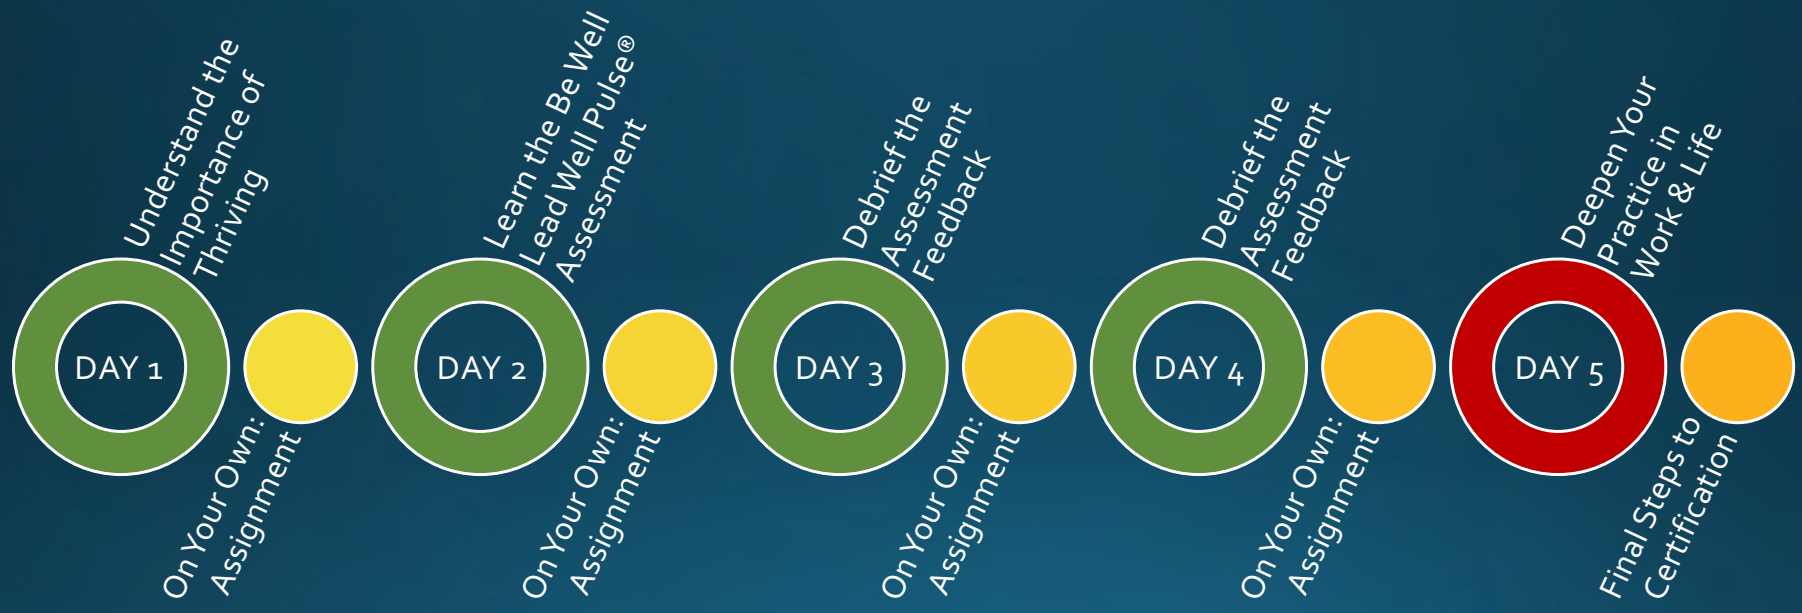 Understand the
Importance of
Thriving
DAY 1
On Your Own:
Assignment
Learn the Be Well
Lead Well Pulse®
Assessment
DAY 2
On Your Own:
Assignment
Debrief the
Assessment
Feedback
DAY 3
On Your Own:
Assignment
Debrief the
Assessment
Feedback
DAY 4
On Your Own:
Assignment
Deepen Your
Practice in
Work & Life
DAY 5
Final Steps to
Certification